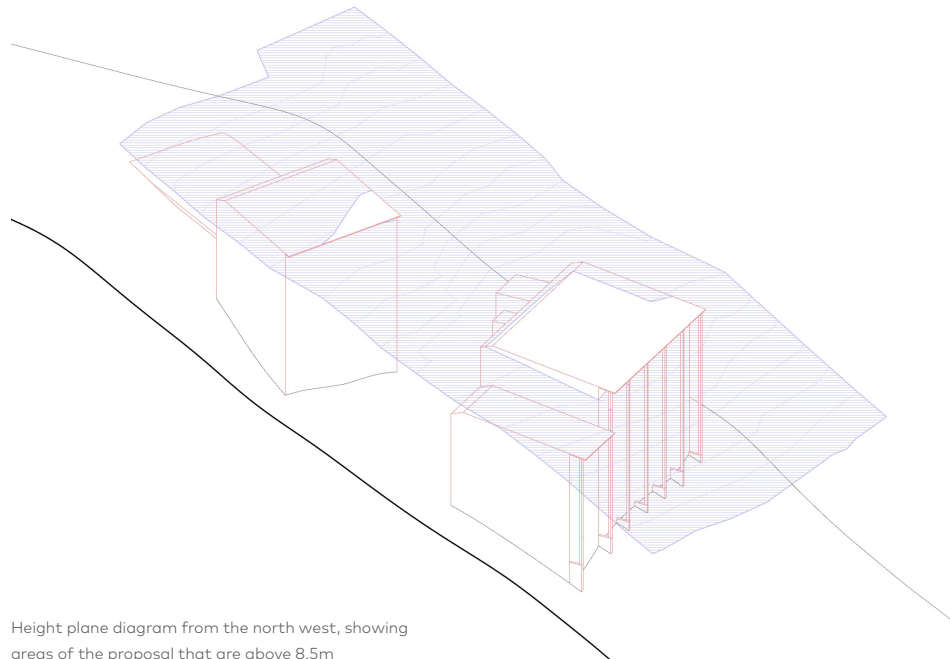 Height plane diagram from the north west, showing
areas of the proposal that are above 8.5m